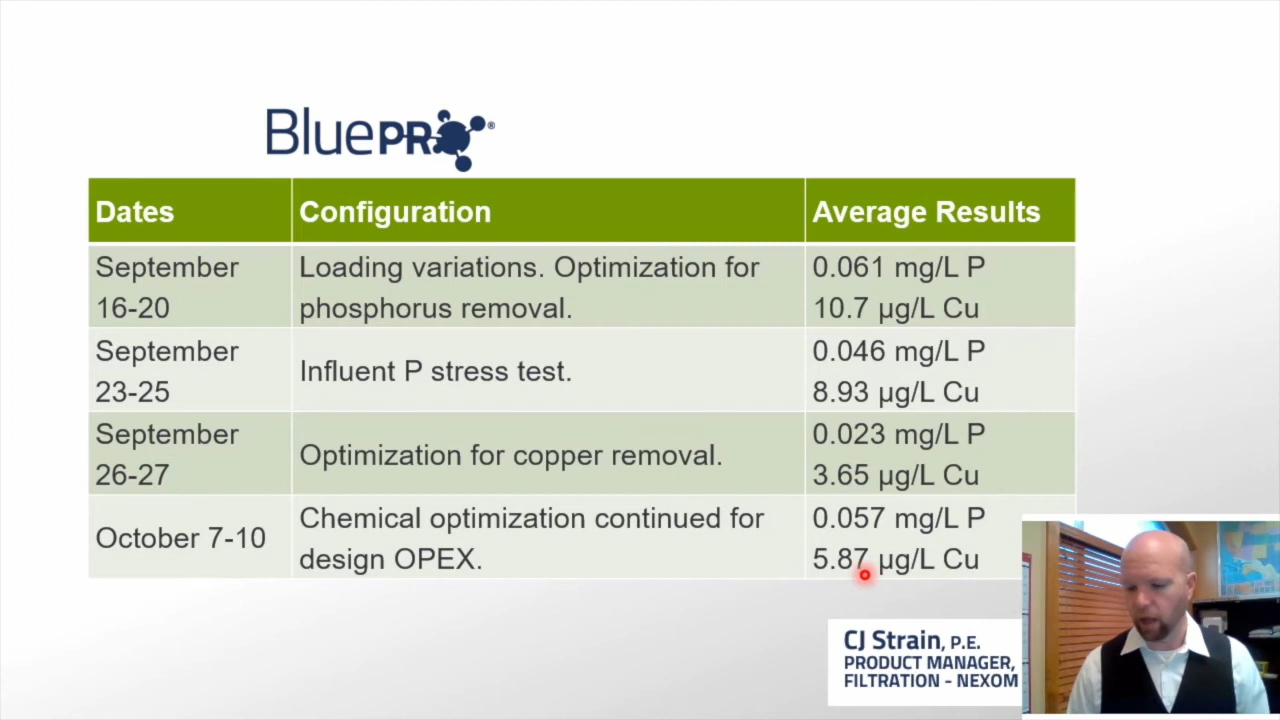 BluePRO®
Dates Configuration Average Results
September 16-20
Loading variations. Optimization for phosphorus removal.
0.061 mg/L P
10.7 µg/L Cu
September 23-25
Influent P stress test.
0.046 mg/L P
8.93 µg/L Cu
September 26-27
Optimization for copper removal.
0.023 mg/L P
3.65 µg/L Cu
October 7-10
Chemical optimization continued for design OPEX.
0.057 mg/L P
5.87 µg/L Cu
CJ Strain, P.E.
PRODUCT MANAGER,
FILTRATION - NEXOM